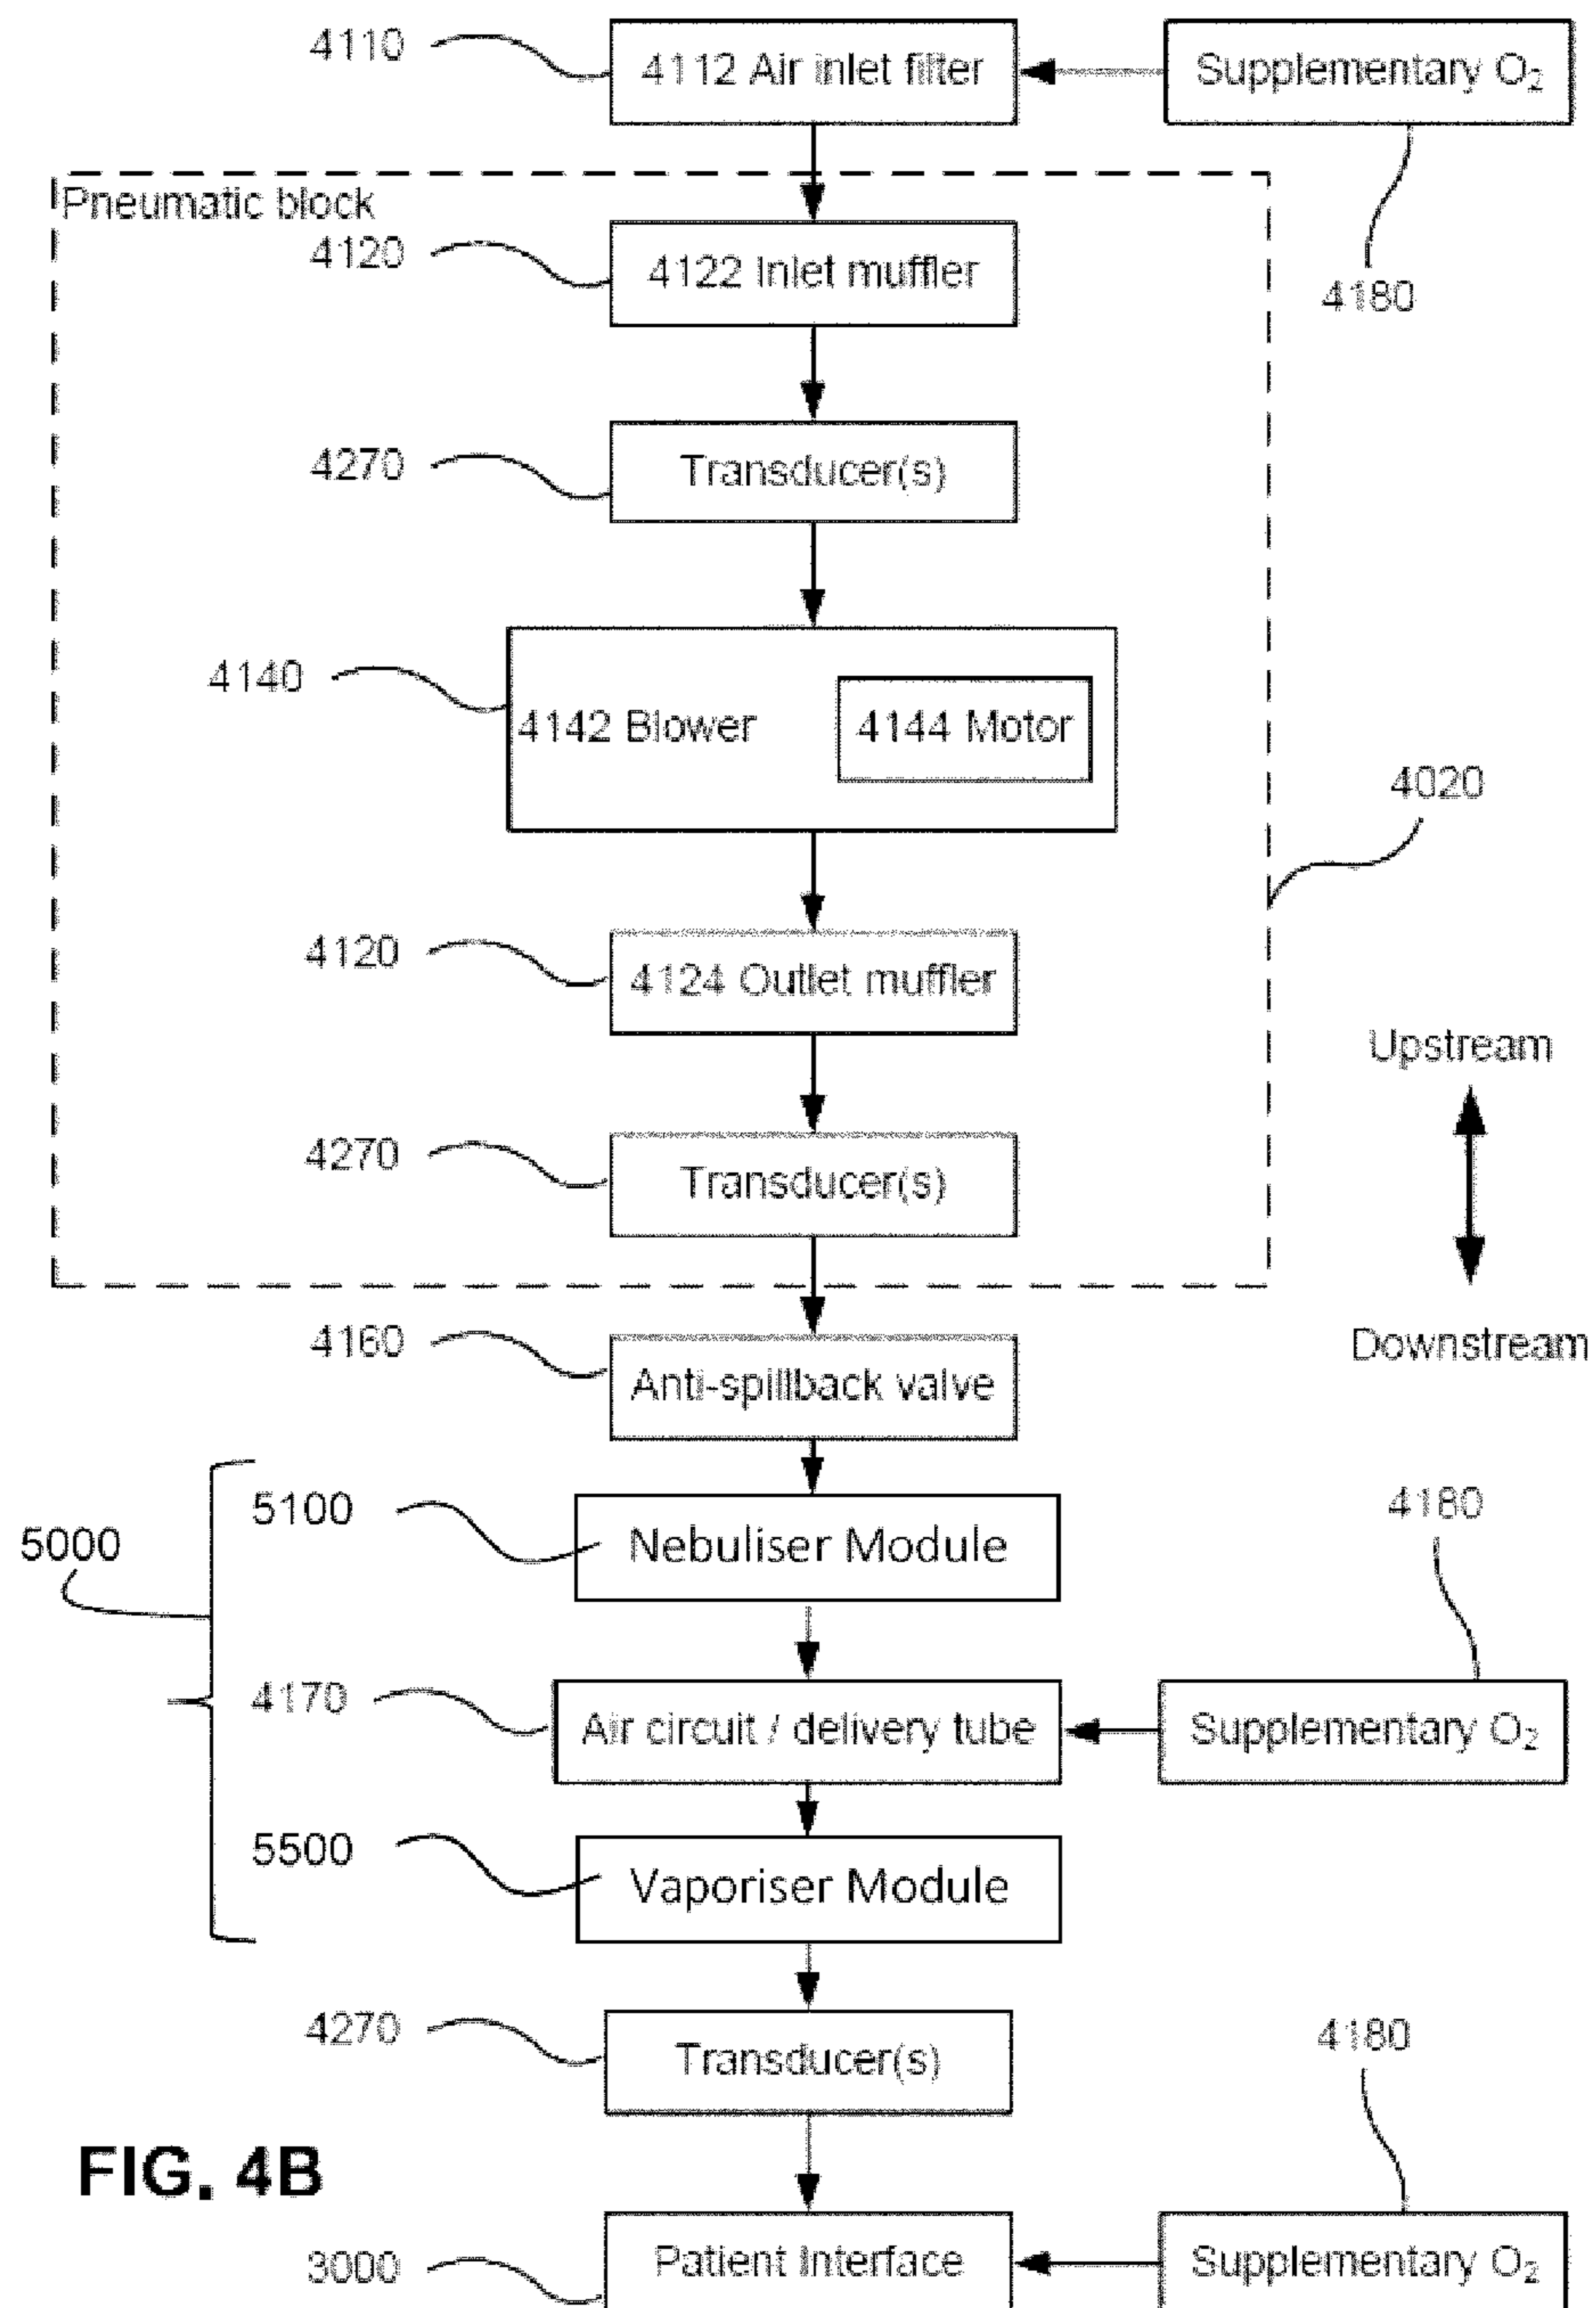 4110
4112 Air inlet filter
Supplementary O₂
Pneumatic block
4120
4122 Inlet muffler
4180
4270
Transducer(s)
4140
4142 Blower
4144 Motor
4020
4120
4124 Outlet muffler
Upstream
4270
Transducer(s)
4160
Anti-spillback valve
Downstream
5000
5100
Nebuliser Module
4180
4170
Air circuit / delivery tube
Supplementary O₂
5500
Vaporiser Module
4270
Transducer(s)
4180
FIG. 4B
3000
Patient Interface
Supplementary O₂